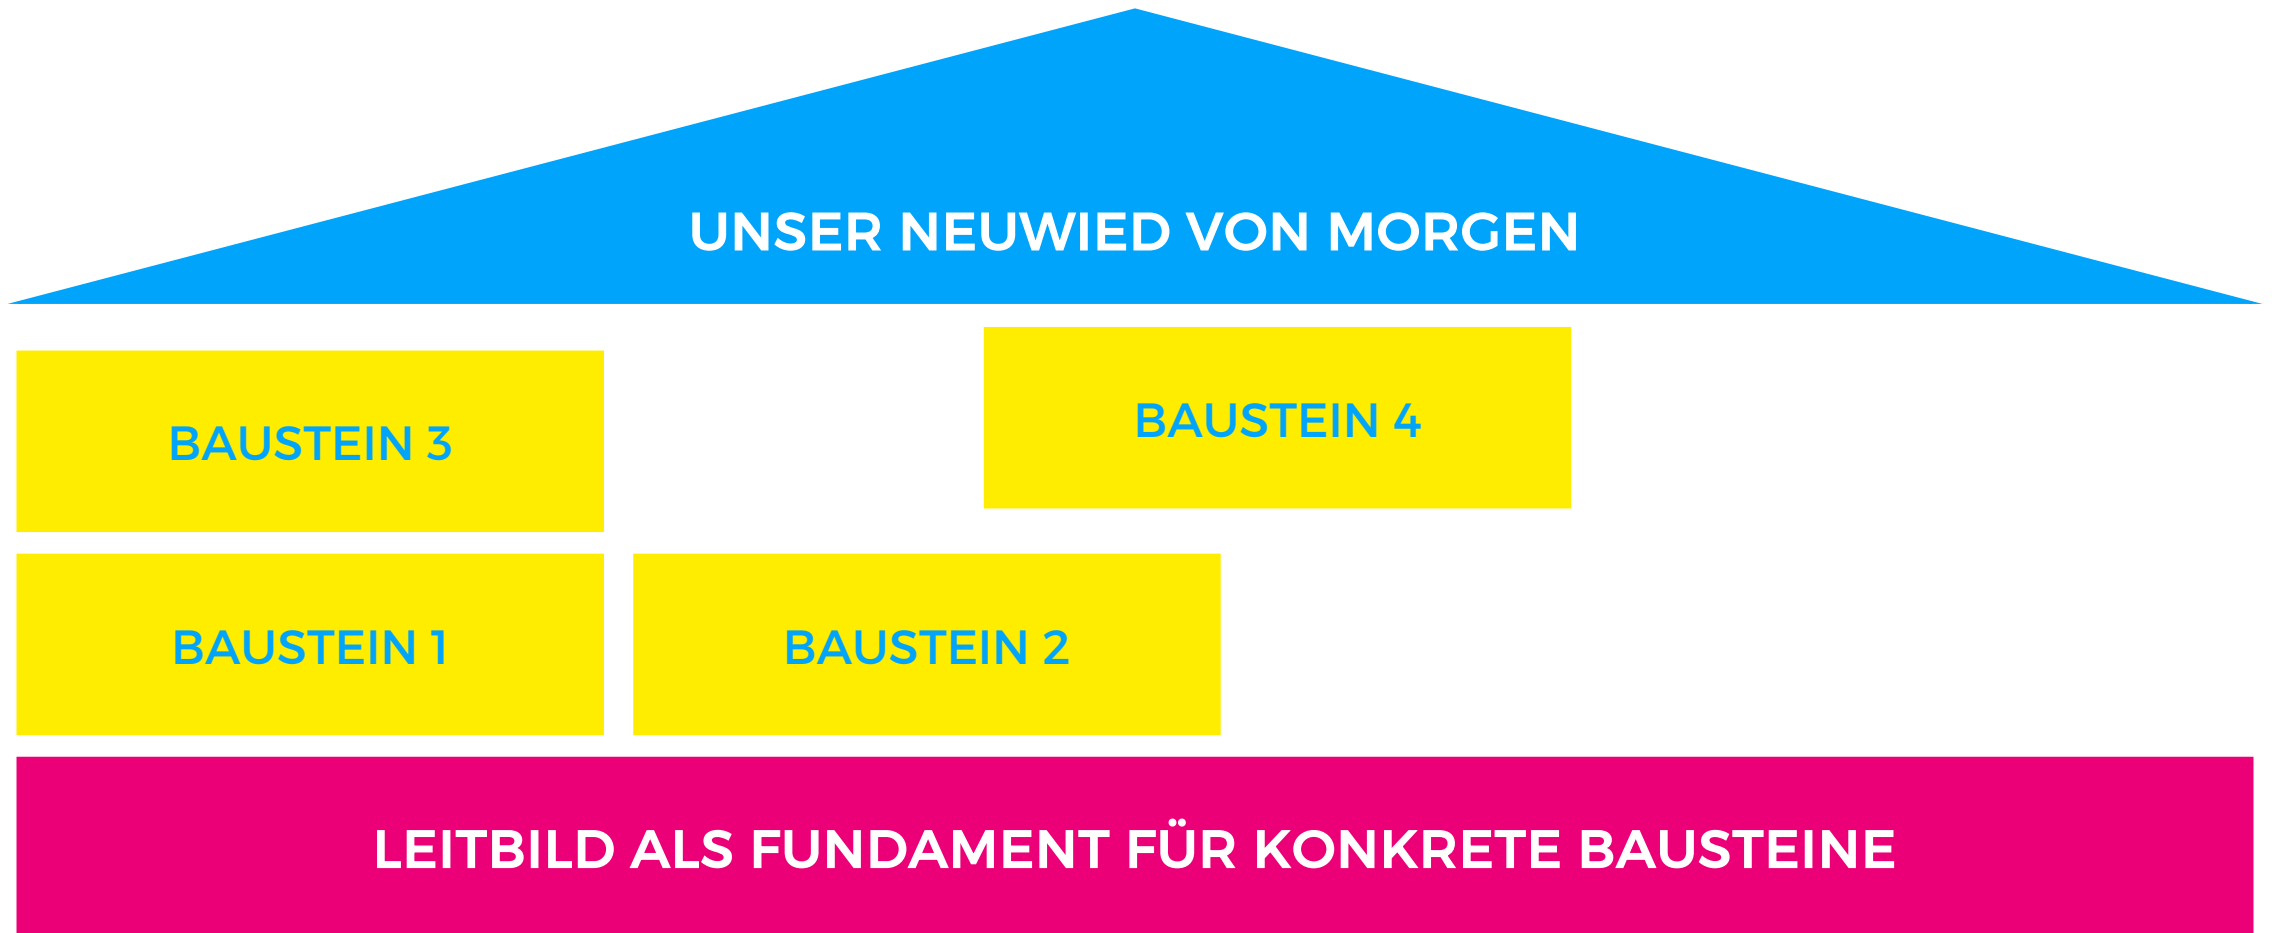 UNSER NEUWIED VON MORGEN
BAUSTEIN 3
BAUSTEIN 4
BAUSTEIN 1
BAUSTEIN 2
LEITBILD ALS FUNDAMENT FÜR KONKRETE BAUSTEINE